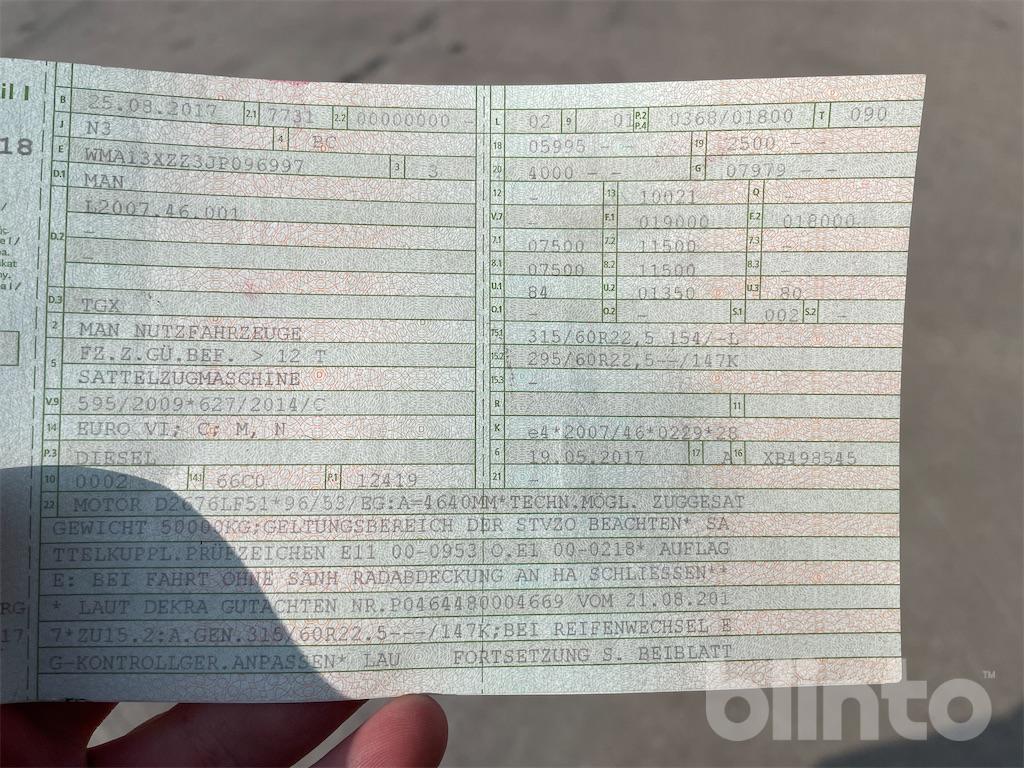 il I
18
B 25.08.2017 2.1 7731 2.2 00000000 -
J N3 4 BC
E WMA13XZZ3JP096997 3 3
D.1 MAN
L2007.46.001
D.2 -
-
D.3 TGX
2 MAN NUTZFAHRZEUGE
5 FZ.Z.GÜ.BEF. > 12 T
SATTELZUGMASCHINE
V.9 595/2009*627/2014/C
14 EURO VI; C; M, N
P.3 DIESEL
10 0002 14.1 66C0 P.1 12419
L 02 9 01 P.2 P.4 0368/01800 T 090
18 05995 - - 19 2500 - -
20 4000 - - G 07979 - -
12 - 13 10021 Q -
V.7 - F.1 019000 F.2 018000
7.1 07500 7.2 11500 7.3 -
8.1 07500 8.2 11500 8.3 -
U.1 84 U.2 01350 U.3 80
O.1 - O.2 - S.1 002 S.2 -
15.1 315/60R22,5 154/-L
15.2 295/60R22,5--/147K
15.3 -
R 11
K e4*2007/46*0229*28
6 19.05.2017 17 A 16 XB498545
21 -
22 MOTOR D2676LF51*96/53/EG:A=4640MM*TECHN.MÖGL. ZUGGESAT
GEWICHT 50000KG;GELTUNGSBEREICH DER STVZO BEACHTEN* SA
TTELKUPPL.PRÜFZEICHEN E11 00-0953 O.E1 00-0218* AUFLAG
E: BEI FAHRT OHNE SANH RADABDECKUNG AN HA SCHLIESSEN**
* LAUT DEKRA GUTACHTEN NR.P0464480004669 VOM 21.08.201
7*ZU15.2:A.GEN.315/60R22.5---/147K;BEI REIFENWECHSEL E
G-KONTROLLGER.ANPASSEN* LAU FORTSETZUNG S. BEIBLATT
RG
17
blinto™